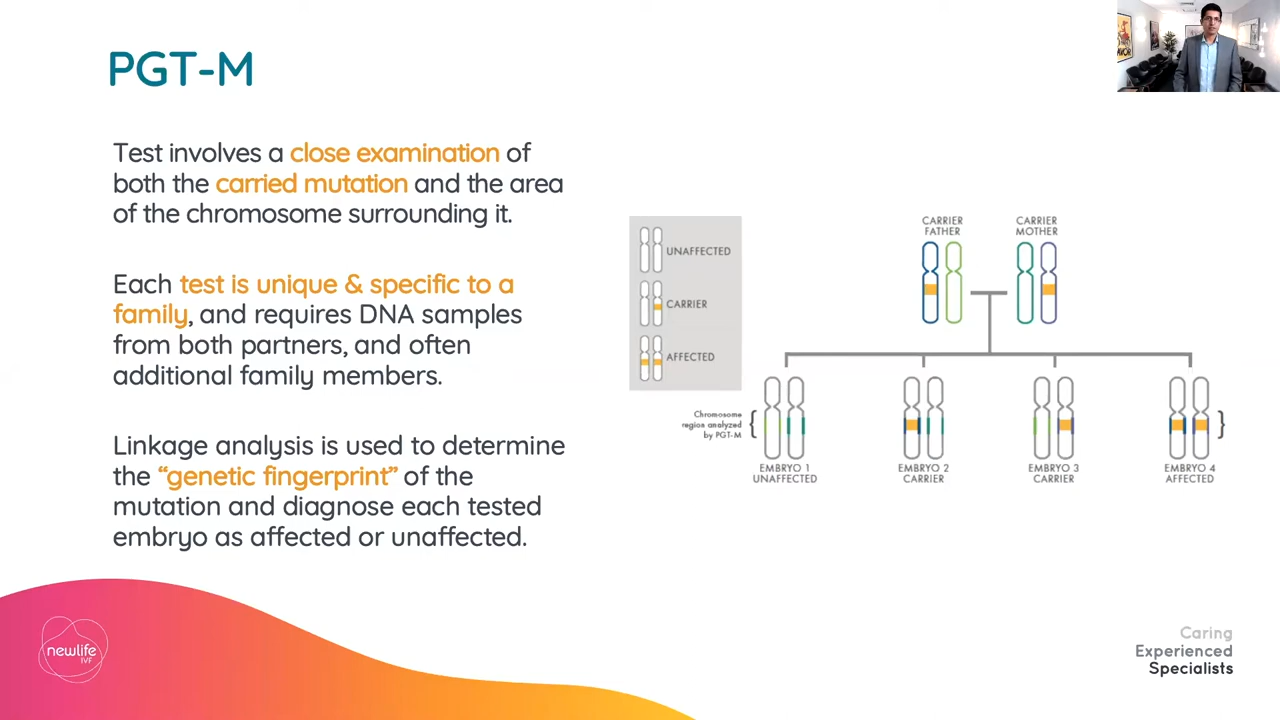 PGT-M
Test involves a close examination of
both the carried mutation and the area
of the chromosome surrounding it.
Each test is unique & specific to a
family, and requires DNA samples
from both partners, and often
additional family members.
Linkage analysis is used to determine
the “genetic fingerprint” of the
mutation and diagnose each tested
embryo as affected or unaffected.
UNAFFECTED
CARRIER
AFFECTED
CARRIER
FATHER
CARRIER
MOTHER
Chromosome
region analyzed
by PGT-M
EMBRYO 1
UNAFFECTED
EMBRYO 2
CARRIER
EMBRYO 3
CARRIER
EMBRYO 4
AFFECTED
newlife
IVF
Caring
Experienced
Specialists